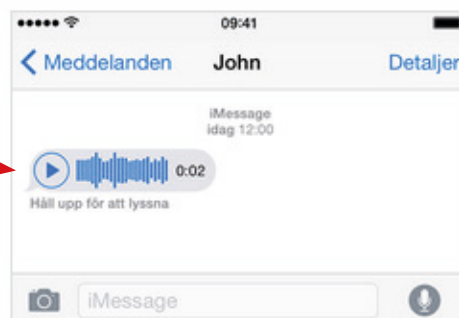 09:41
Meddelanden John Detaljer
iMessage
idag 12:00
0:02
Håll upp för att lyssna
iMessage